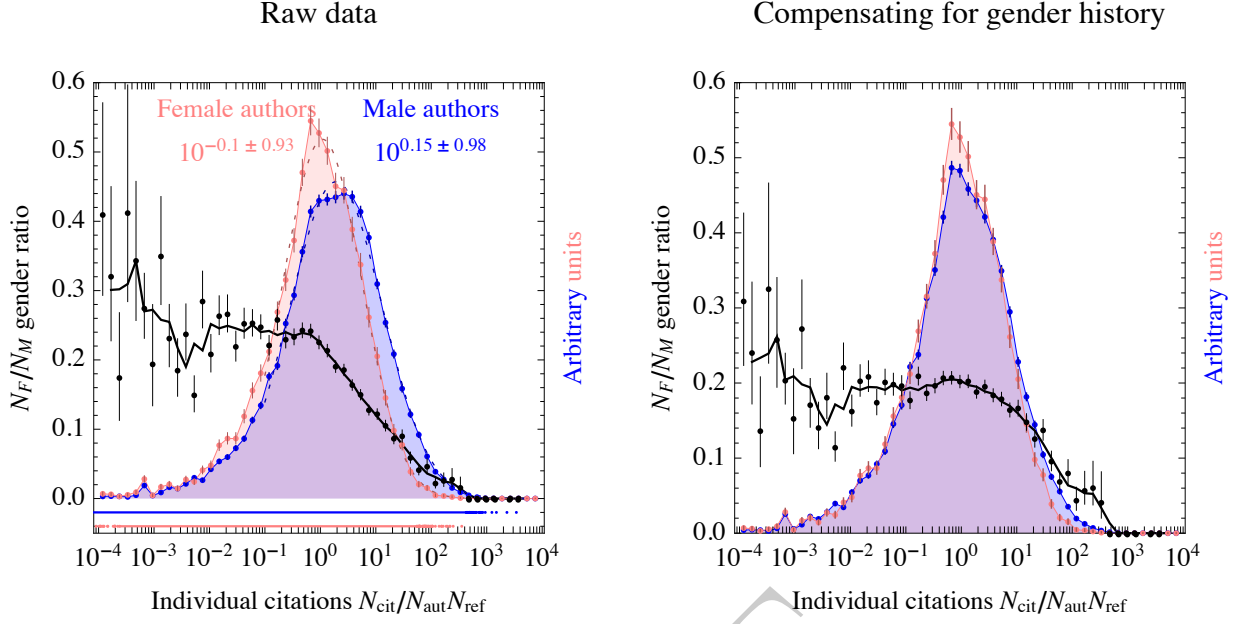 Raw data
0.6
0.5
0.4
0.3
0.2
0.1
0.0
N_F/N_M gender ratio
Female authors
10^{-0.1 ± 0.93}
Male authors
10^{0.15 ± 0.98}
Arbitrary units
10^{-4} 10^{-3} 10^{-2} 10^{-1} 10^0 10^1 10^2 10^3 10^4
Individual citations N_cit/N_aut N_ref
Compensating for gender history
0.6
0.5
0.4
0.3
0.2
0.1
0.0
N_F/N_M gender ratio
Arbitrary units
10^{-4} 10^{-3} 10^{-2} 10^{-1} 10^0 10^1 10^2 10^3 10^4
Individual citations N_cit/N_aut N_ref